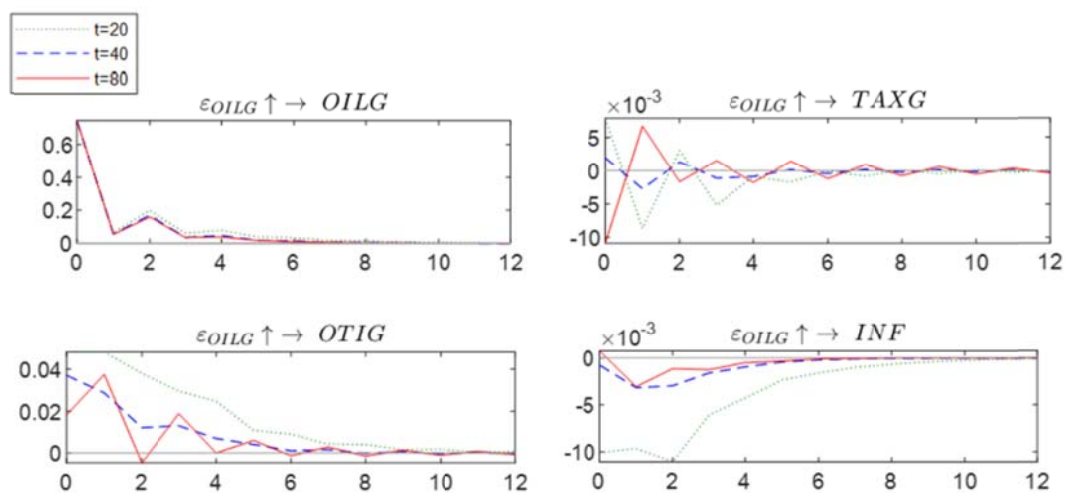 t=20
t=40
t=80
ε_OILG ↑ → OILG
0.6
0.4
0.2
0
0 2 4 6 8 10 12
ε_OILG ↑ → TAXG
×10⁻³
5
0
-5
-10
0 2 4 6 8 10 12
ε_OILG ↑ → OTIG
0.04
0.02
0
0 2 4 6 8 10 12
ε_OILG ↑ → INF
×10⁻³
0
-5
-10
0 2 4 6 8 10 12